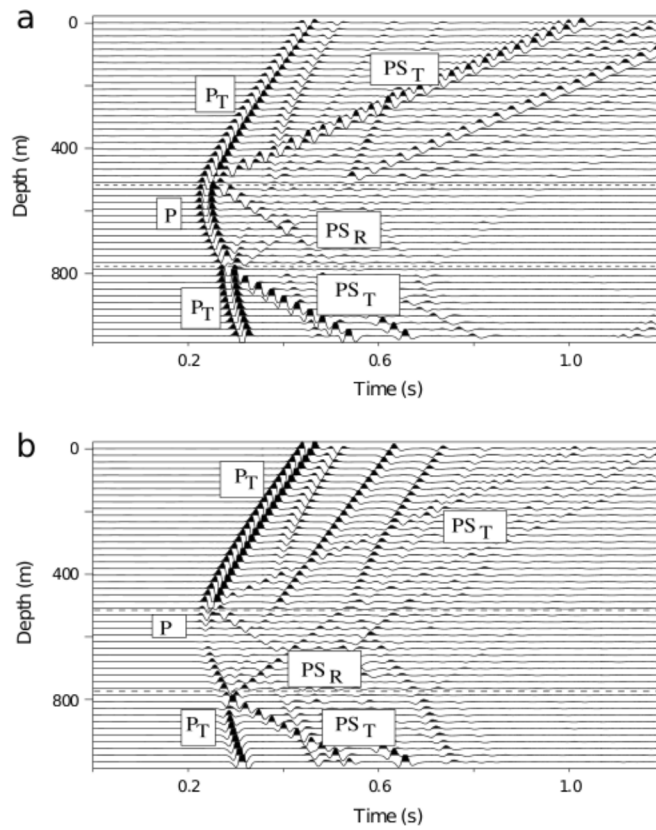 a
0
400
800
Depth (m)
P_T
PS_T
P
PS_R
P_T
PS_T
0.2 0.6 1.0
Time (s)
b
0
400
800
Depth (m)
P_T
PS_T
P
PS_R
P_T
PS_T
0.2 0.6 1.0
Time (s)